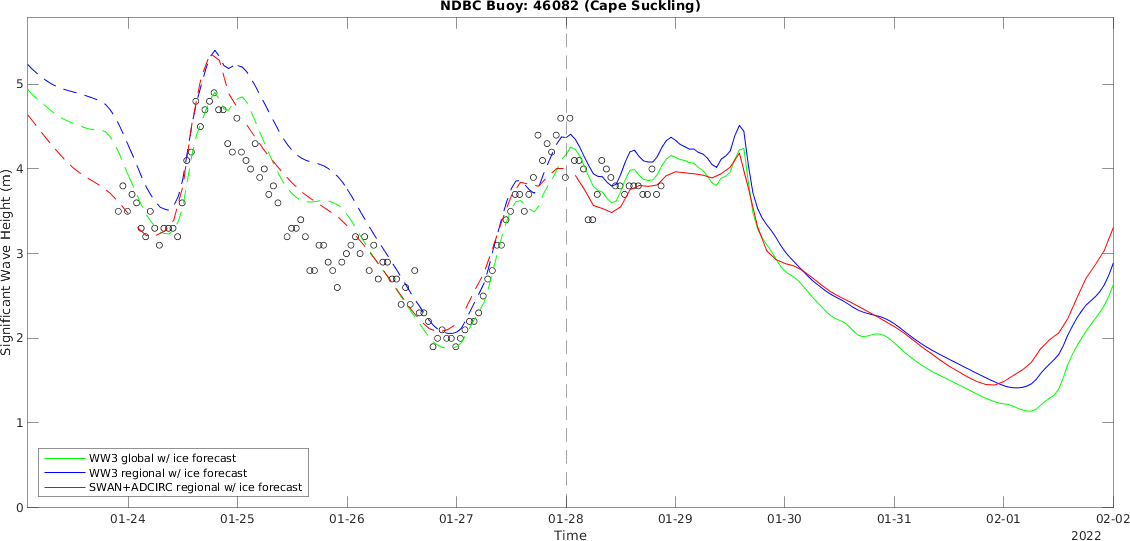 NDBC Buoy: 46082 (Cape Suckling)
Significant Wave Height (m)
5
4
3
2
1
0
WW3 global w/ ice forecast
WW3 regional w/ ice forecast
SWAN+ADCIRC regional w/ ice forecast
01-24 01-25 01-26 01-27 01-28 01-29 01-30 01-31 02-01 02-02
Time
2022